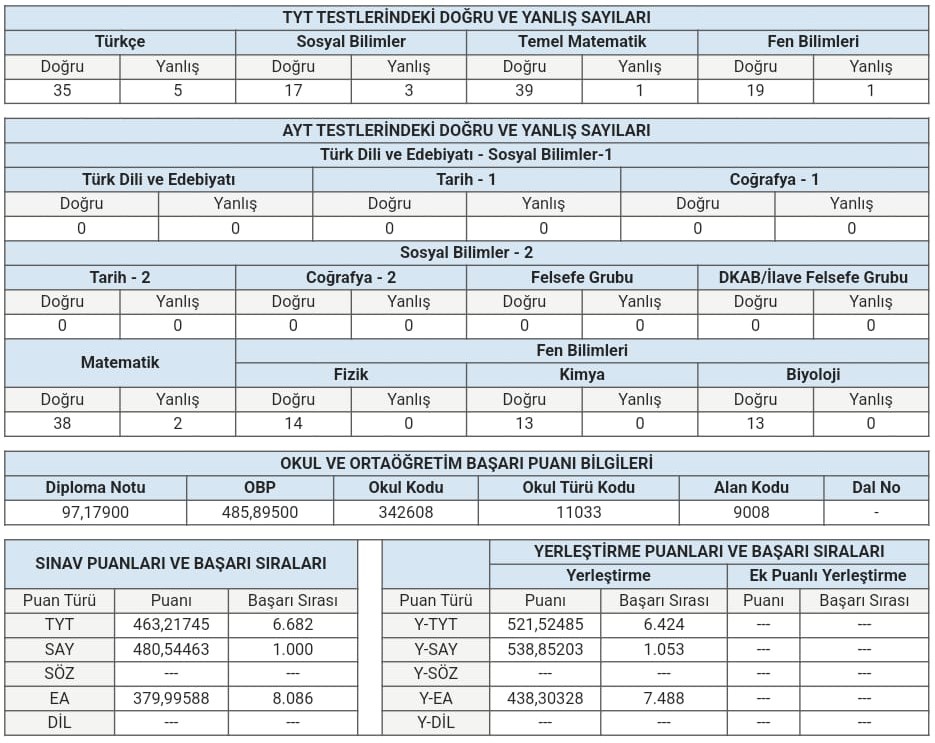 TYT TESTLERİNDEKİ DOĞRU VE YANLIŞ SAYILARI
Türkçe Sosyal Bilimler Temel Matematik Fen Bilimleri
Doğru Yanlış Doğru Yanlış Doğru Yanlış Doğru Yanlış
35 5 17 3 39 1 19 1
AYT TESTLERİNDEKİ DOĞRU VE YANLIŞ SAYILARI
Türk Dili ve Edebiyatı - Sosyal Bilimler-1
Türk Dili ve Edebiyatı Tarih - 1 Coğrafya - 1
Doğru Yanlış Doğru Yanlış Doğru Yanlış
0 0 0 0 0 0
Sosyal Bilimler - 2
Tarih - 2 Coğrafya - 2 Felsefe Grubu DKAB/İlave Felsefe Grubu
Doğru Yanlış Doğru Yanlış Doğru Yanlış Doğru Yanlış
0 0 0 0 0 0 0 0
Matematik Fen Bilimleri
Fizik Kimya Biyoloji
Doğru Yanlış Doğru Yanlış Doğru Yanlış Doğru Yanlış
38 2 14 0 13 0 13 0
OKUL VE ORTAÖĞRETİM BAŞARI PUANI BİLGİLERİ
Diploma Notu OBP Okul Kodu Okul Türü Kodu Alan Kodu Dal No
97,17900 485,89500 342608 11033 9008 -
SINAV PUANLARI VE BAŞARI SIRALARI
Puan Türü Puanı Başarı Sırası
TYT 463,21745 6.682
SAY 480,54463 1.000
SÖZ --- ---
EA 379,99588 8.086
DİL --- ---
YERLEŞTİRME PUANLARI VE BAŞARI SIRALARI
Yerleştirme Ek Puanlı Yerleştirme
Puan Türü Puanı Başarı Sırası Puanı Başarı Sırası
Y-TYT 521,52485 6.424 --- ---
Y-SAY 538,85203 1.053 --- ---
Y-SÖZ --- --- --- ---
Y-EA 438,30328 7.488 --- ---
Y-DİL --- --- --- ---